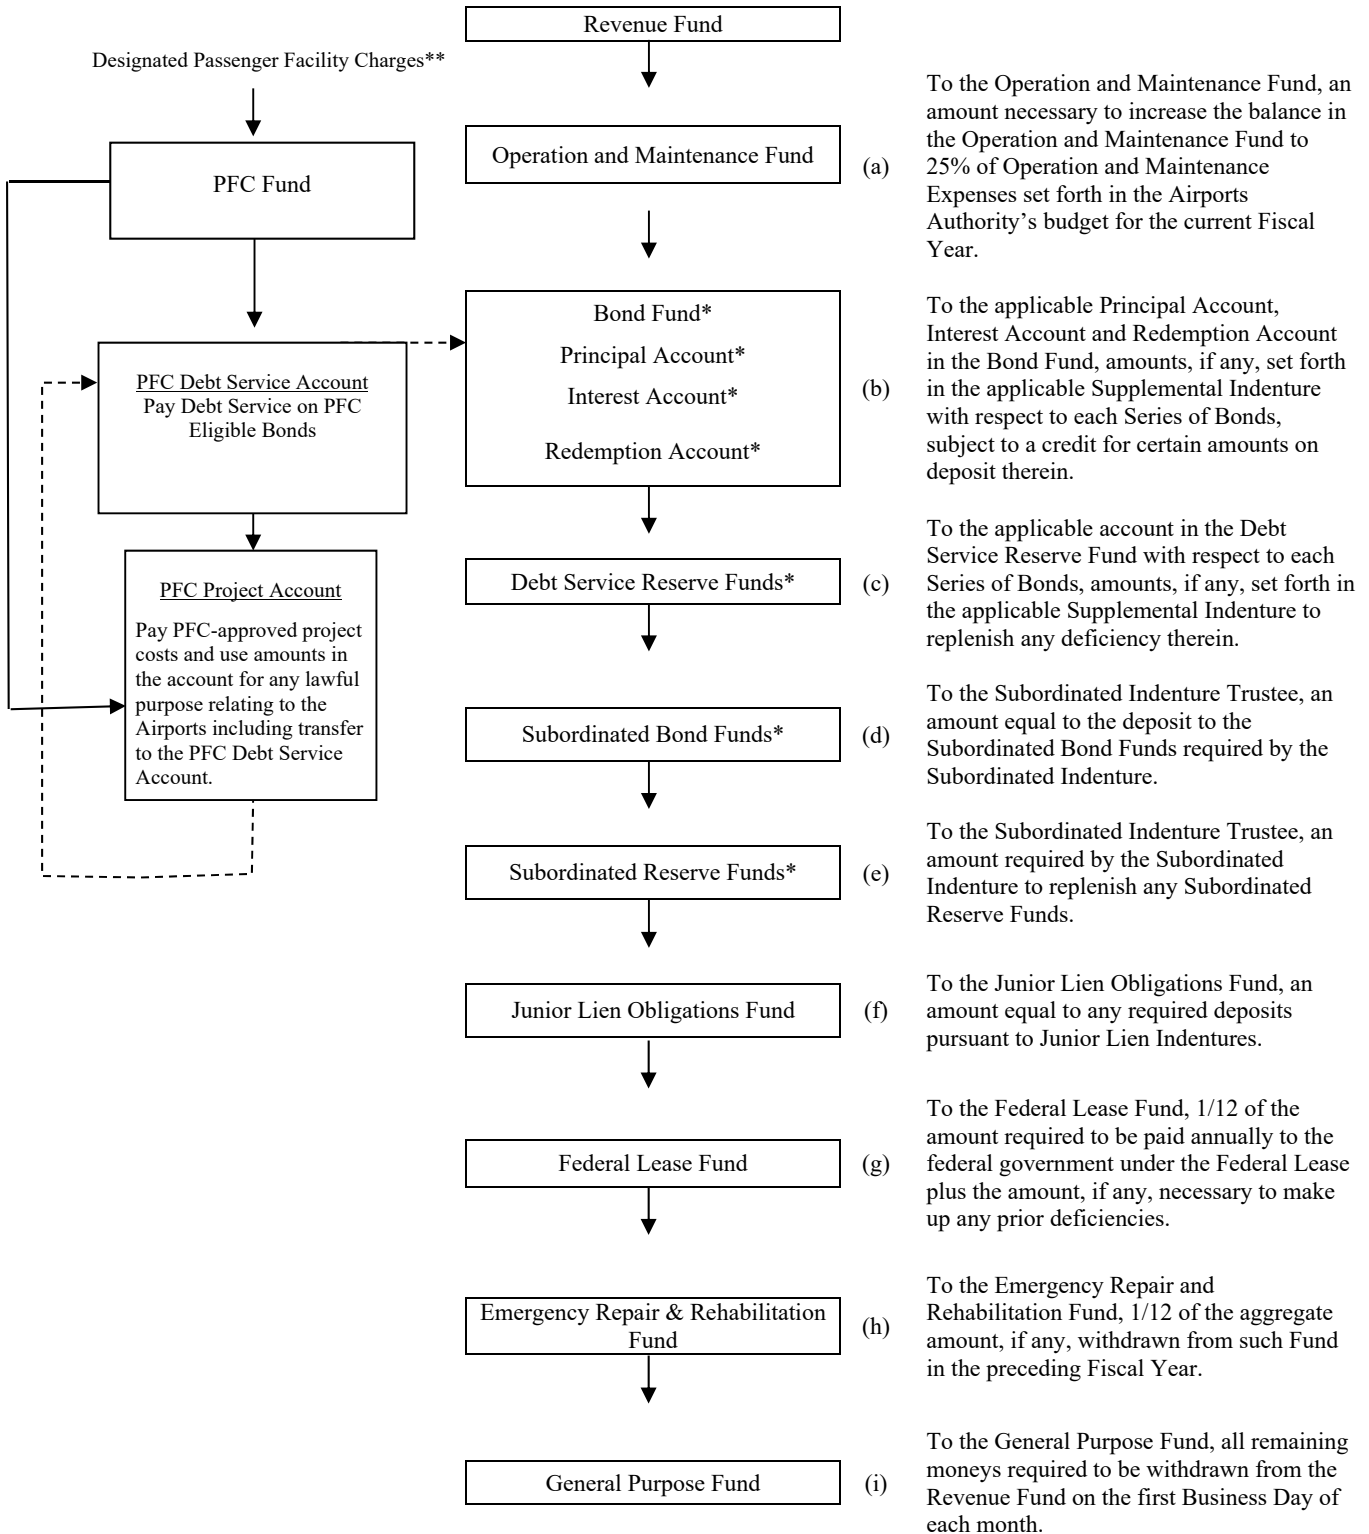 Revenue Fund
Designated Passenger Facility Charges**
PFC Fund
PFC Debt Service Account
Pay Debt Service on PFC
Eligible Bonds
PFC Project Account
Pay PFC-approved project
costs and use amounts in
the account for any lawful
purpose relating to the
Airports including transfer
to the PFC Debt Service
Account.
Operation and Maintenance Fund
(a)
To the Operation and Maintenance Fund, an
amount necessary to increase the balance in
the Operation and Maintenance Fund to
25% of Operation and Maintenance
Expenses set forth in the Airports
Authority’s budget for the current Fiscal
Year.
Bond Fund*
Principal Account*
Interest Account*
Redemption Account*
(b)
To the applicable Principal Account,
Interest Account and Redemption Account
in the Bond Fund, amounts, if any, set forth
in the applicable Supplemental Indenture
with respect to each Series of Bonds,
subject to a credit for certain amounts on
deposit therein.
Debt Service Reserve Funds*
(c)
To the applicable account in the Debt
Service Reserve Fund with respect to each
Series of Bonds, amounts, if any, set forth in
the applicable Supplemental Indenture to
replenish any deficiency therein.
Subordinated Bond Funds*
(d)
To the Subordinated Indenture Trustee, an
amount equal to the deposit to the
Subordinated Bond Funds required by the
Subordinated Indenture.
Subordinated Reserve Funds*
(e)
To the Subordinated Indenture Trustee, an
amount required by the Subordinated
Indenture to replenish any Subordinated
Reserve Funds.
Junior Lien Obligations Fund
(f)
To the Junior Lien Obligations Fund, an
amount equal to any required deposits
pursuant to Junior Lien Indentures.
Federal Lease Fund
(g)
To the Federal Lease Fund, 1/12 of the
amount required to be paid annually to the
federal government under the Federal Lease
plus the amount, if any, necessary to make
up any prior deficiencies.
Emergency Repair & Rehabilitation
Fund
(h)
To the Emergency Repair and
Rehabilitation Fund, 1/12 of the aggregate
amount, if any, withdrawn from such Fund
in the preceding Fiscal Year.
General Purpose Fund
(i)
To the General Purpose Fund, all remaining
moneys required to be withdrawn from the
Revenue Fund on the first Business Day of
each month.